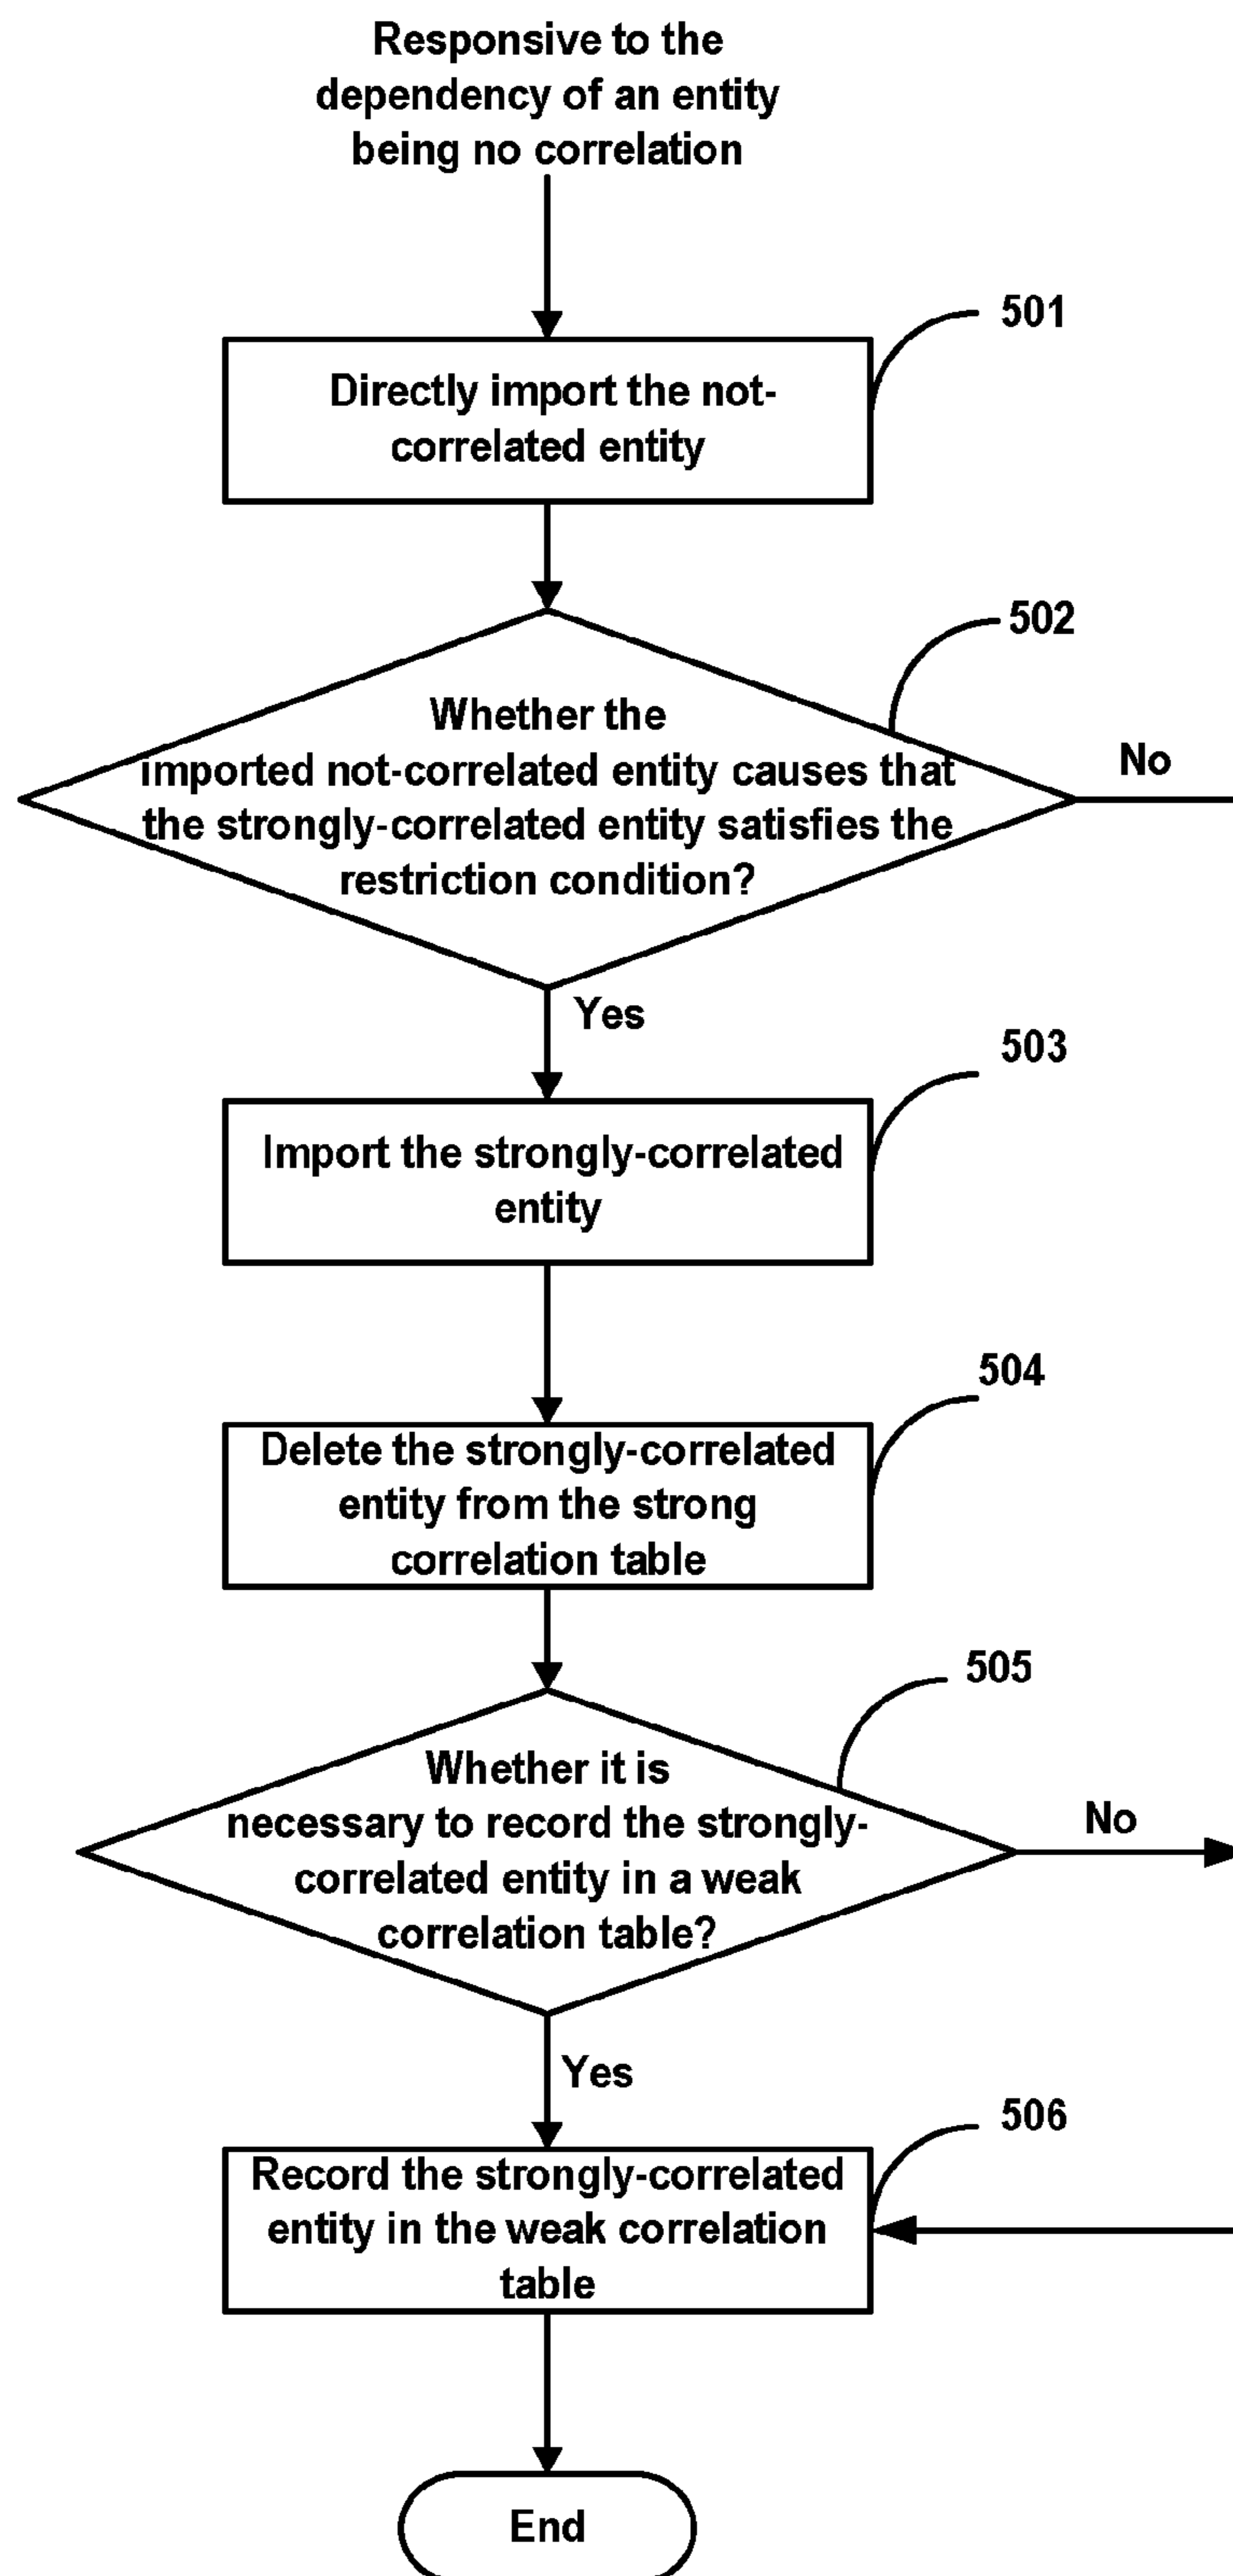 Responsive to the
dependency of an entity
being no correlation
501
Directly import the not-
correlated entity
502
Whether the
imported not-correlated entity causes that
the strongly-correlated entity satisfies the
restriction condition?
No
Yes
503
Import the strongly-correlated
entity
504
Delete the strongly-correlated
entity from the strong
correlation table
505
Whether it is
necessary to record the strongly-
correlated entity in a weak
correlation table?
No
Yes
506
Record the strongly-correlated
entity in the weak correlation
table
End